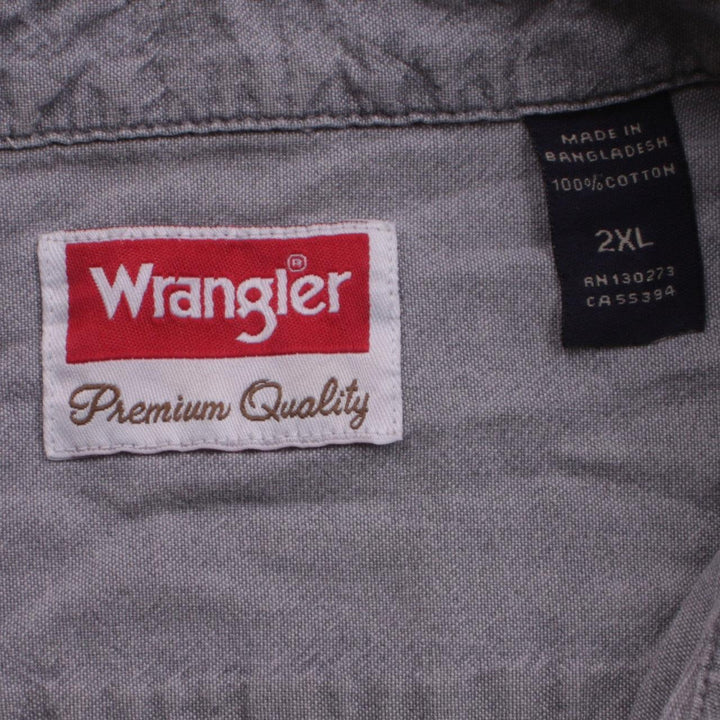 Wrangler®
Premium Quality
MADE IN
BANGLADESH
100% COTTON
2XL
RN 130273
CA 55394